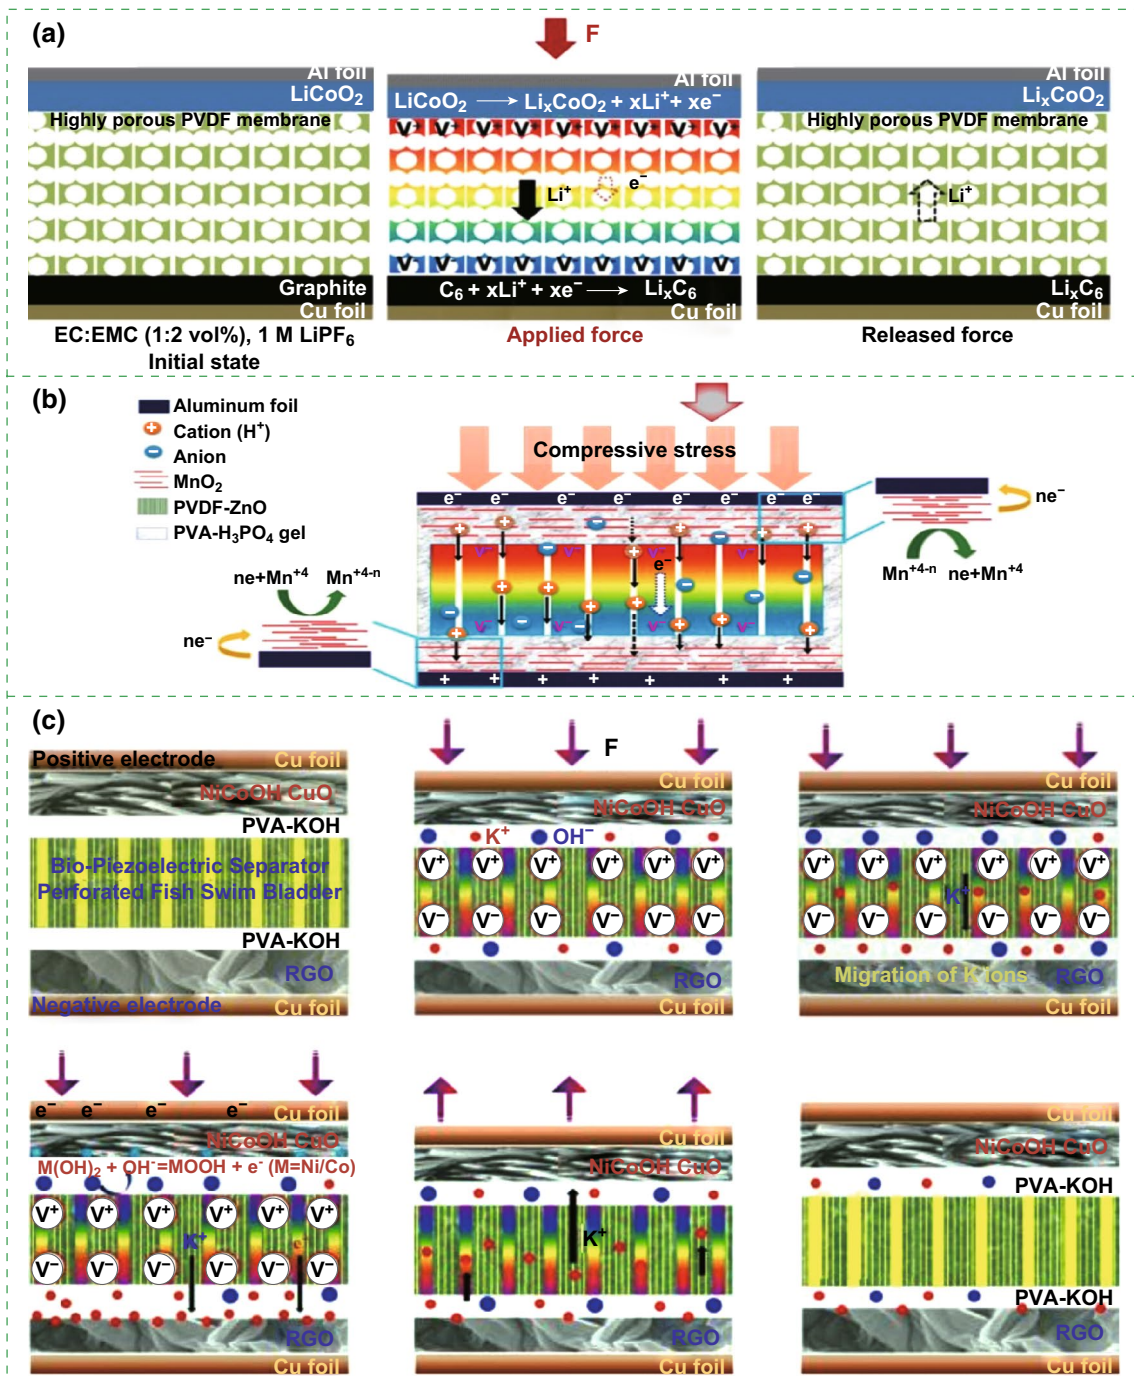 (a)
F
Al foil
LiCoO₂
Highly porous PVDF membrane
Graphite
Cu foil
EC:EMC (1:2 vol%), 1 M LiPF₆
Initial state
Al foil
LiCoO₂ ⟶ LiₓCoO₂ + xLi⁺ + xe⁻
V⁺ V⁺ V⁺ V⁺ V⁺ V⁺ V⁺ V⁺
Li⁺ e⁻
V⁻ V⁻ V⁻ V⁻ V⁻ V⁻ V⁻ V⁻
C₆ + xLi⁺ + xe⁻ ⟶ LiₓC₆
Cu foil
Applied force
Al foil
LiₓCoO₂
Highly porous PVDF membrane
Li⁺
LiₓC₆
Cu foil
Released force
(b)
Aluminum foil
Cation (H⁺)
Anion
MnO₂
PVDF-ZnO
PVA-H₃PO₄ gel
Compressive stress
e⁻ e⁻ e⁻ e⁻ e⁻ e⁻ e⁻ e⁻
V⁻ V⁻ V⁻
e⁻
V⁻ V⁻ V⁻
+ + + + + + +
ne⁻
Mn⁺⁴⁻ⁿ ne+Mn⁺⁴
ne+Mn⁺⁴ Mn⁺⁴⁻ⁿ
ne⁻
(c)
Positive electrode Cu foil
NiCoOH CuO
PVA-KOH
Bio-Piezoelectric Separator
Perforated Fish Swim Bladder
PVA-KOH
RGO
Negative electrode Cu foil
F
Cu foil
NiCoOH CuO
K⁺ OH⁻
V⁺ V⁺ V⁺ V⁺ V⁺ V⁺
V⁻ V⁻ V⁻ V⁻ V⁻ V⁻
RGO
Cu foil
Cu foil
NiCoOH CuO
V⁺ V⁺ V⁺ V⁺ V⁺ V⁺
K⁺
V⁻ V⁻ V⁻ V⁻ V⁻ V⁻
Migration of K Ions RGO
Cu foil
e⁻ e⁻ e⁻ e⁻ Cu foil
NiCoOH CuO
M(OH)₂ + OH⁻=MOOH + e⁻ (M=Ni/Co)
V⁺ V⁺ V⁺ V⁺ V⁺
K⁺ e⁻
V⁻ V⁻ V⁻ V⁻ V⁻
RGO
Cu foil
Cu foil
NiCoOH CuO
K⁺
RGO
Cu foil
Cu foil
NiCoOH CuO
PVA-KOH
PVA-KOH
RGO
Cu foil